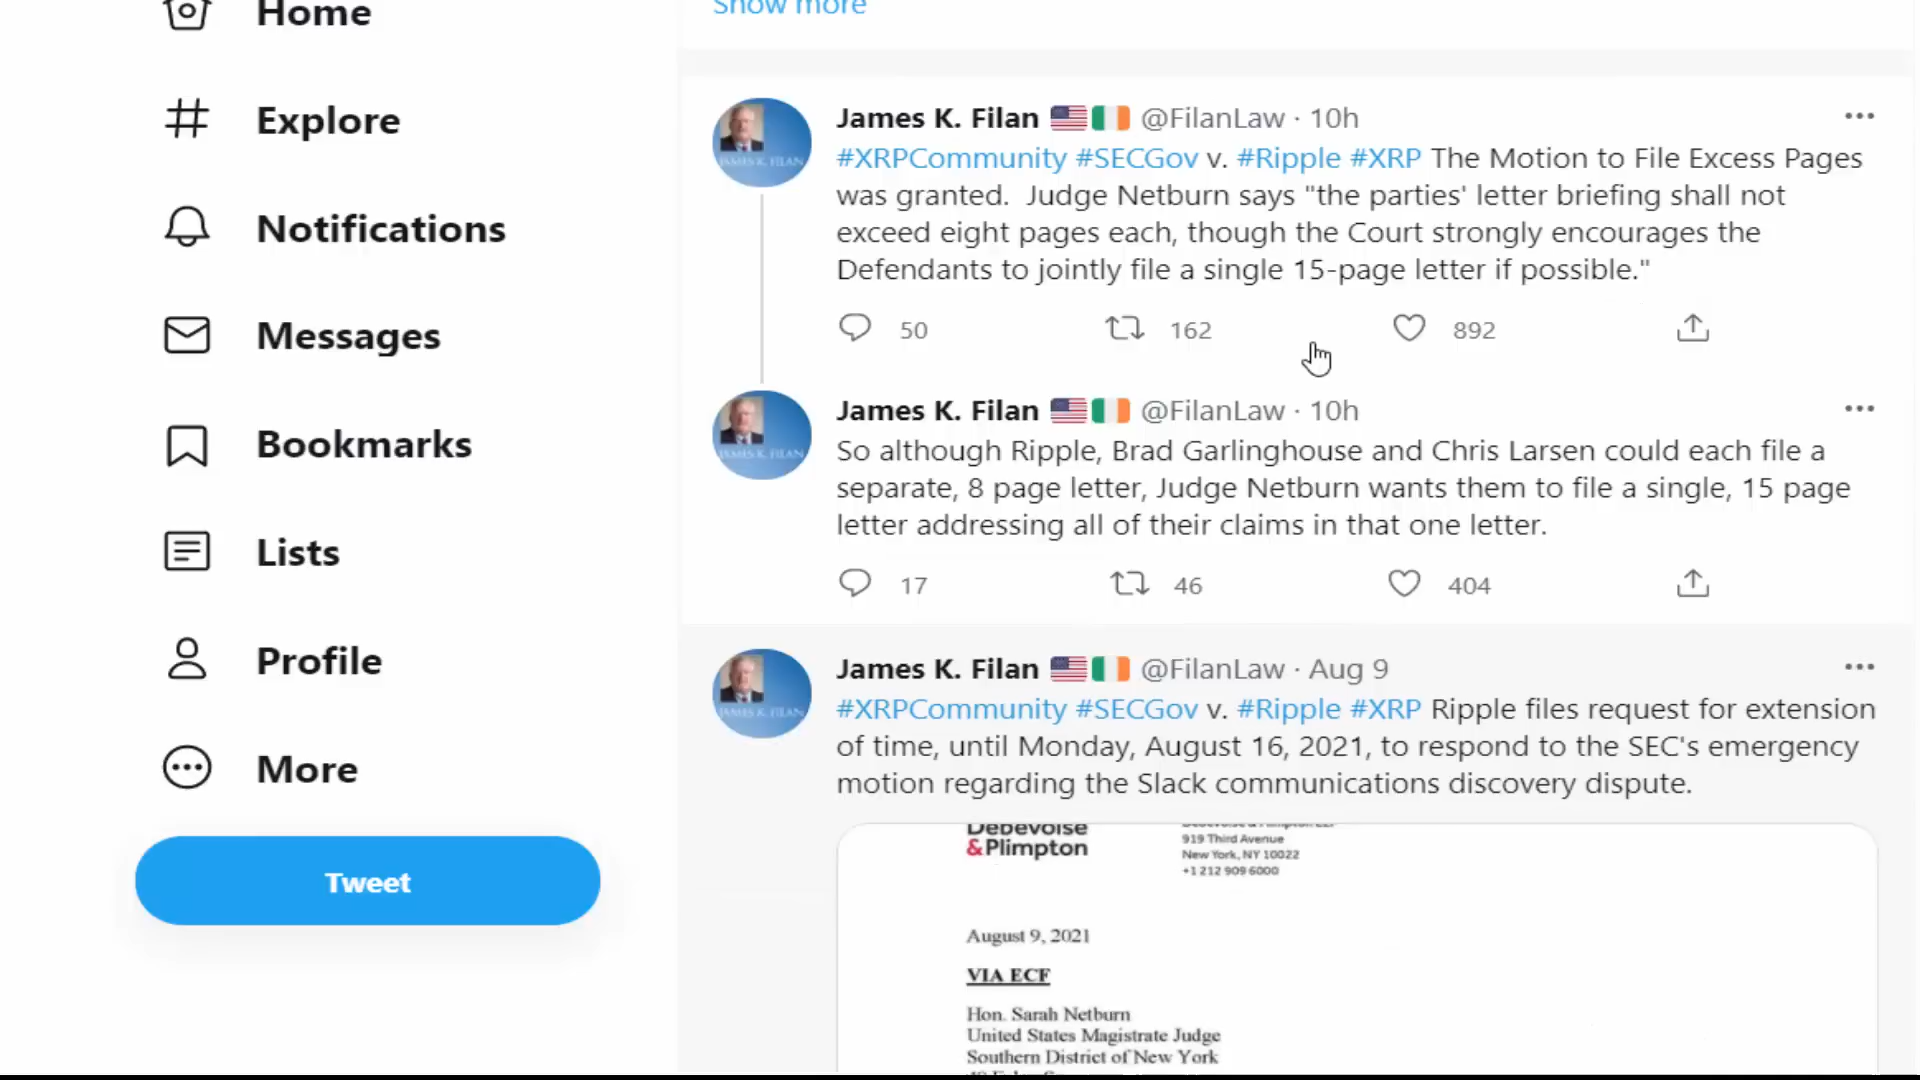 Home
Explore
Notifications
Messages
Bookmarks
Lists
Profile
More
Tweet
Show more
James K. Filan @FilanLaw · 10h
#XRPCommunity #SECGov v. #Ripple #XRP The Motion to File Excess Pages
was granted. Judge Netburn says "the parties' letter briefing shall not
exceed eight pages each, though the Court strongly encourages the
Defendants to jointly file a single 15-page letter if possible."
50 162 892
James K. Filan @FilanLaw · 10h
So although Ripple, Brad Garlinghouse and Chris Larsen could each file a
separate, 8 page letter, Judge Netburn wants them to file a single, 15 page
letter addressing all of their claims in that one letter.
17 46 404
James K. Filan @FilanLaw · Aug 9
#XRPCommunity #SECGov v. #Ripple #XRP Ripple files request for extension
of time, until Monday, August 16, 2021, to respond to the SEC's emergency
motion regarding the Slack communications discovery dispute.
Debevoise
&Plimpton
919 Third Avenue
New York, NY 10022
+1 212 909 6000
August 9, 2021
VIA ECF
Hon. Sarah Netburn
United States Magistrate Judge
Southern District of New York